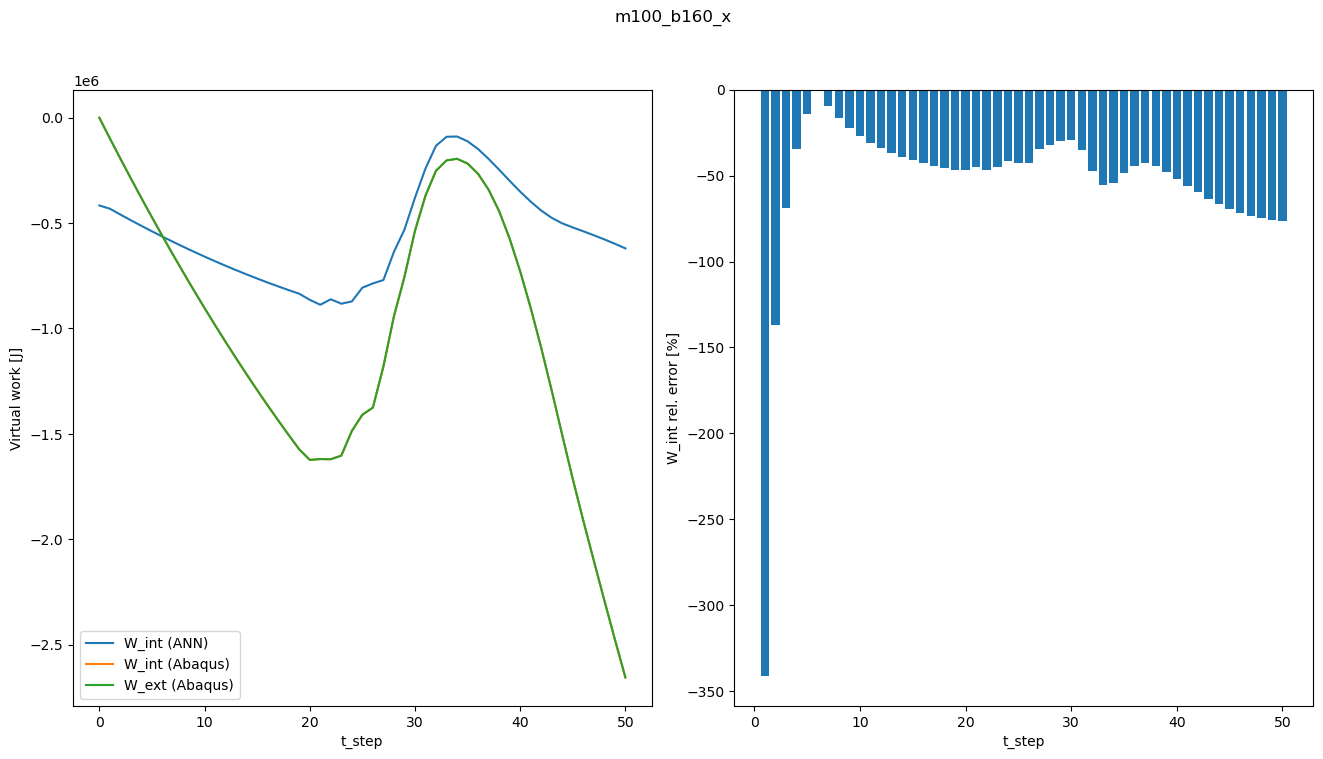 m100_b160_x
1e6
0.0
−0.5
−1.0
−1.5
−2.0
−2.5
Virtual work [J]
0 10 20 30 40 50
t_step
W_int (ANN)
W_int (Abaqus)
W_ext (Abaqus)
0
−50
−100
−150
−200
−250
−300
−350
W_int rel. error [%]
0 10 20 30 40 50
t_step